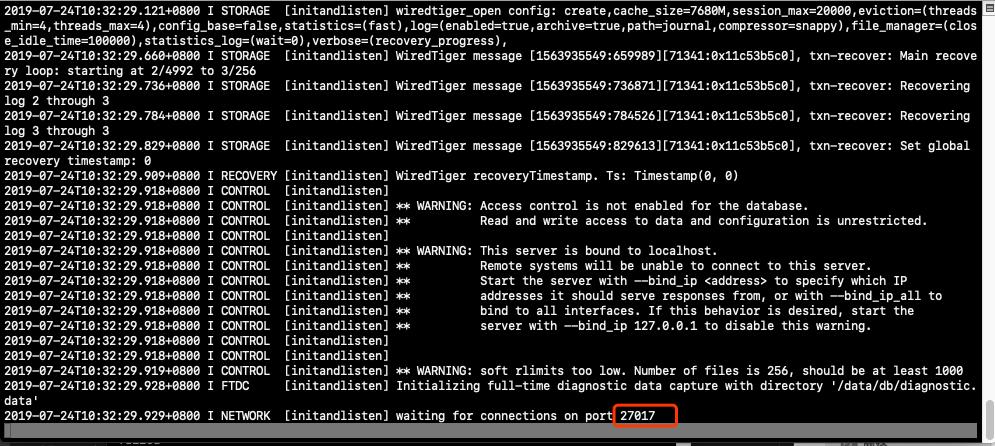 2019-07-24T10:32:29.121+0800 I STORAGE  [initandlisten] wiredtiger_open config: create,cache_size=7680M,session_max=20000,eviction=(threads
_min=4,threads_max=4),config_base=false,statistics=(fast),log=(enabled=true,archive=true,path=journal,compressor=snappy),file_manager=(clos
e_idle_time=100000),statistics_log=(wait=0),verbose=(recovery_progress),
2019-07-24T10:32:29.660+0800 I STORAGE  [initandlisten] WiredTiger message [1563935549:659989][71341:0x11c53b5c0], txn-recover: Main recove
ry loop: starting at 2/4992 to 3/256
2019-07-24T10:32:29.736+0800 I STORAGE  [initandlisten] WiredTiger message [1563935549:736871][71341:0x11c53b5c0], txn-recover: Recovering
log 2 through 3
2019-07-24T10:32:29.784+0800 I STORAGE  [initandlisten] WiredTiger message [1563935549:784526][71341:0x11c53b5c0], txn-recover: Recovering
log 3 through 3
2019-07-24T10:32:29.829+0800 I STORAGE  [initandlisten] WiredTiger message [1563935549:829613][71341:0x11c53b5c0], txn-recover: Set global
recovery timestamp: 0
2019-07-24T10:32:29.909+0800 I RECOVERY [initandlisten] WiredTiger recoveryTimestamp. Ts: Timestamp(0, 0)
2019-07-24T10:32:29.918+0800 I CONTROL  [initandlisten]
2019-07-24T10:32:29.918+0800 I CONTROL  [initandlisten] ** WARNING: Access control is not enabled for the database.
2019-07-24T10:32:29.918+0800 I CONTROL  [initandlisten] **          Read and write access to data and configuration is unrestricted.
2019-07-24T10:32:29.918+0800 I CONTROL  [initandlisten]
2019-07-24T10:32:29.918+0800 I CONTROL  [initandlisten] ** WARNING: This server is bound to localhost.
2019-07-24T10:32:29.918+0800 I CONTROL  [initandlisten] **          Remote systems will be unable to connect to this server.
2019-07-24T10:32:29.918+0800 I CONTROL  [initandlisten] **          Start the server with --bind_ip <address> to specify which IP
2019-07-24T10:32:29.918+0800 I CONTROL  [initandlisten] **          addresses it should serve responses from, or with --bind_ip_all to
2019-07-24T10:32:29.918+0800 I CONTROL  [initandlisten] **          bind to all interfaces. If this behavior is desired, start the
2019-07-24T10:32:29.918+0800 I CONTROL  [initandlisten] **          server with --bind_ip 127.0.0.1 to disable this warning.
2019-07-24T10:32:29.918+0800 I CONTROL  [initandlisten]
2019-07-24T10:32:29.918+0800 I CONTROL  [initandlisten]
2019-07-24T10:32:29.918+0800 I CONTROL  [initandlisten] ** WARNING: soft rlimits too low. Number of files is 256, should be at least 1000
2019-07-24T10:32:29.928+0800 I FTDC     [initandlisten] Initializing full-time diagnostic data capture with directory '/data/db/diagnostic.
data'
2019-07-24T10:32:29.929+0800 I NETWORK  [initandlisten] waiting for connections on port 27017